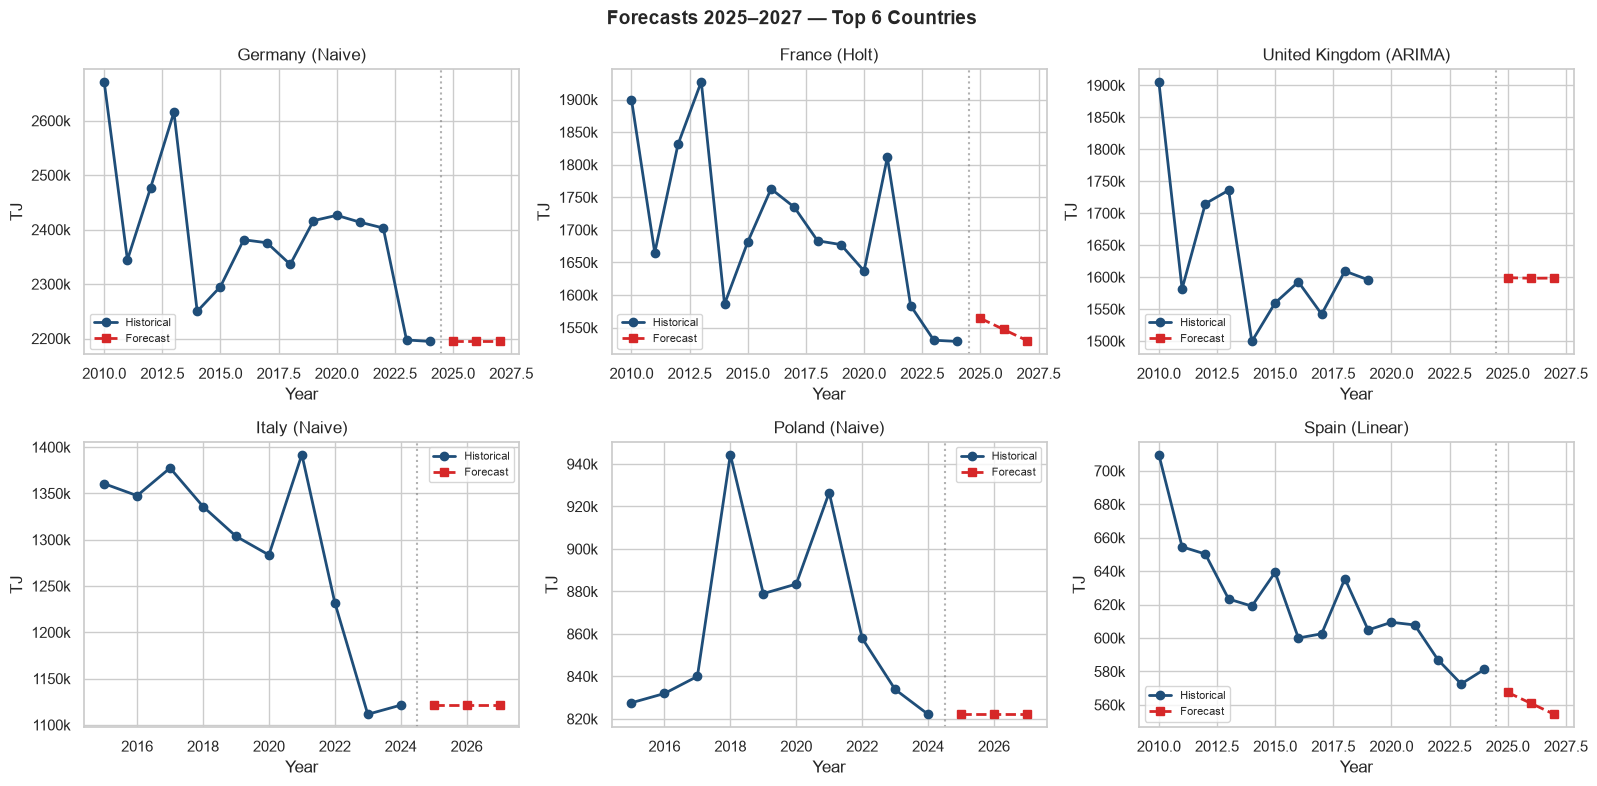 Forecasts 2025–2027 — Top 6 Countries
Germany (Naive)
2600k
2500k
2400k
2300k
2200k
TJ
Historical
Forecast
2010.0 2012.5 2015.0 2017.5 2020.0 2022.5 2025.0 2027.5
Year
France (Holt)
1900k
1850k
1800k
1750k
1700k
1650k
1600k
1550k
TJ
Historical
Forecast
2010.0 2012.5 2015.0 2017.5 2020.0 2022.5 2025.0 2027.5
Year
United Kingdom (ARIMA)
1900k
1850k
1800k
1750k
1700k
1650k
1600k
1550k
1500k
TJ
Historical
Forecast
2010.0 2012.5 2015.0 2017.5 2020.0 2022.5 2025.0 2027.5
Year
Italy (Naive)
1400k
1350k
1300k
1250k
1200k
1150k
1100k
TJ
Historical
Forecast
2016 2018 2020 2022 2024 2026
Year
Poland (Naive)
940k
920k
900k
880k
860k
840k
820k
TJ
Historical
Forecast
2016 2018 2020 2022 2024 2026
Year
Spain (Linear)
700k
680k
660k
640k
620k
600k
580k
560k
TJ
Historical
Forecast
2010.0 2012.5 2015.0 2017.5 2020.0 2022.5 2025.0 2027.5
Year